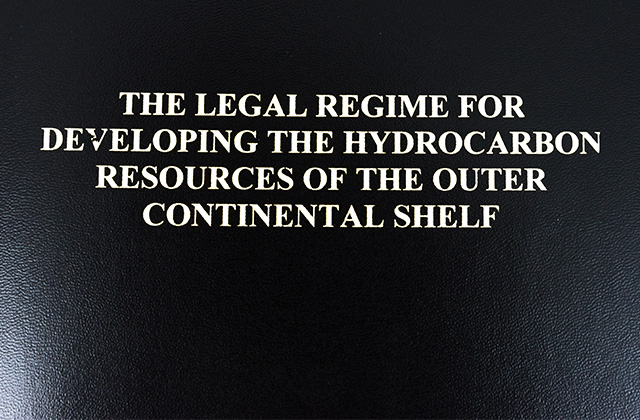 THE LEGAL REGIME FOR
DEVELOPING THE HYDROCARBON
RESOURCES OF THE OUTER
CONTINENTAL SHELF